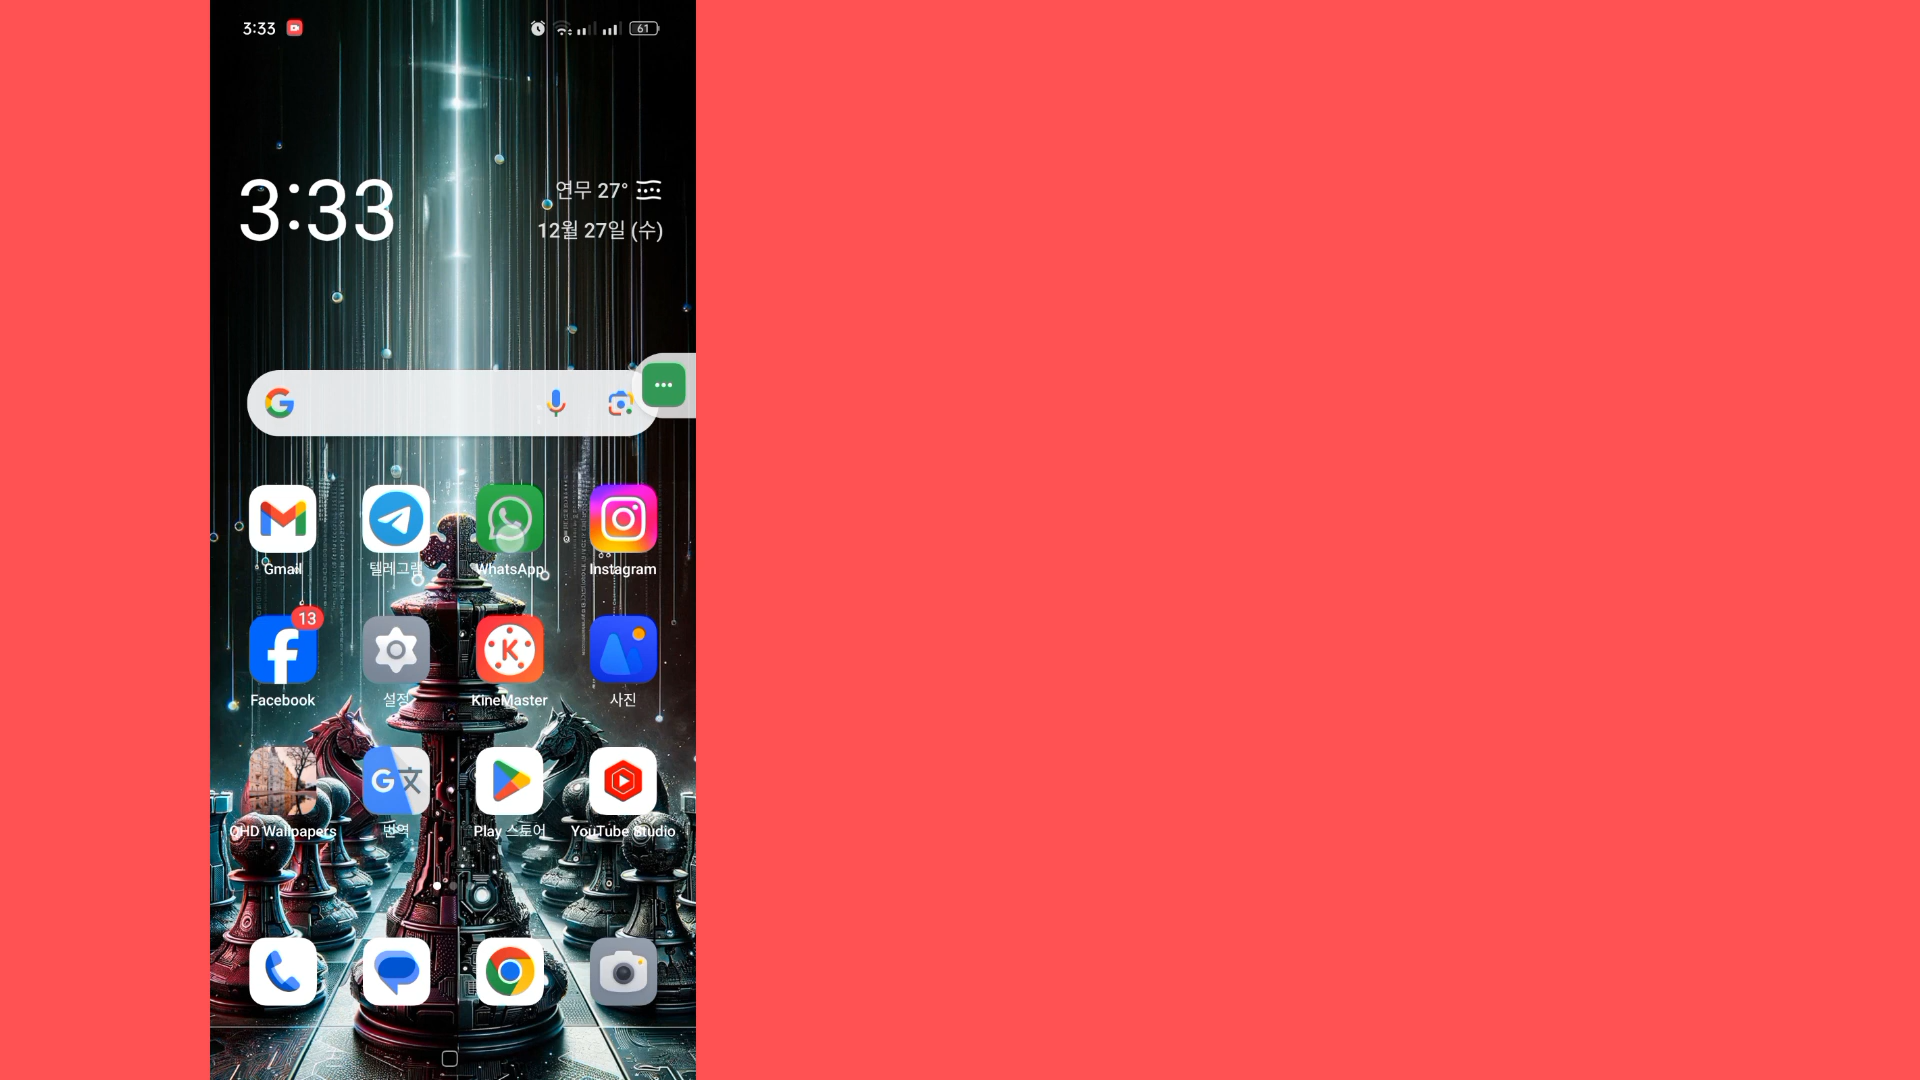 3:33
61
3:33
연무 27°
12월 27일 (수)
Gmail
텔레그램
WhatsApp
Instagram
13
Facebook
설정
KineMaster
사진
QHD Wallpapers
번역
Play 스토어
YouTube Studio